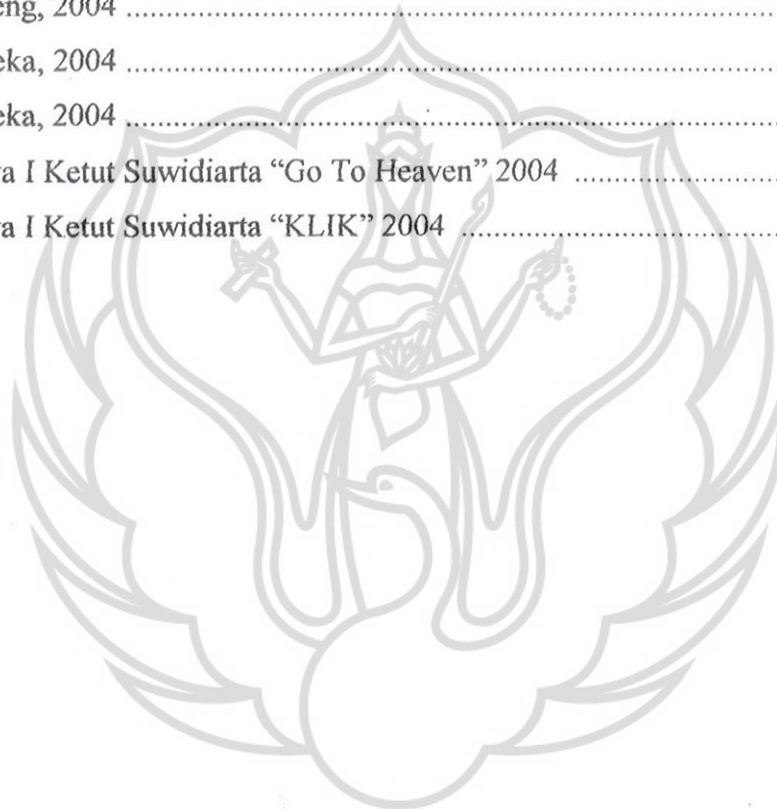 eng, 2004 ........................................................................
eka, 2004 ........................................................................
eka, 2004 ........................................................................
a I Ketut Suwidiarta “Go To Heaven” 2004 ......................
a I Ketut Suwidiarta “KLIK” 2004 ...................................